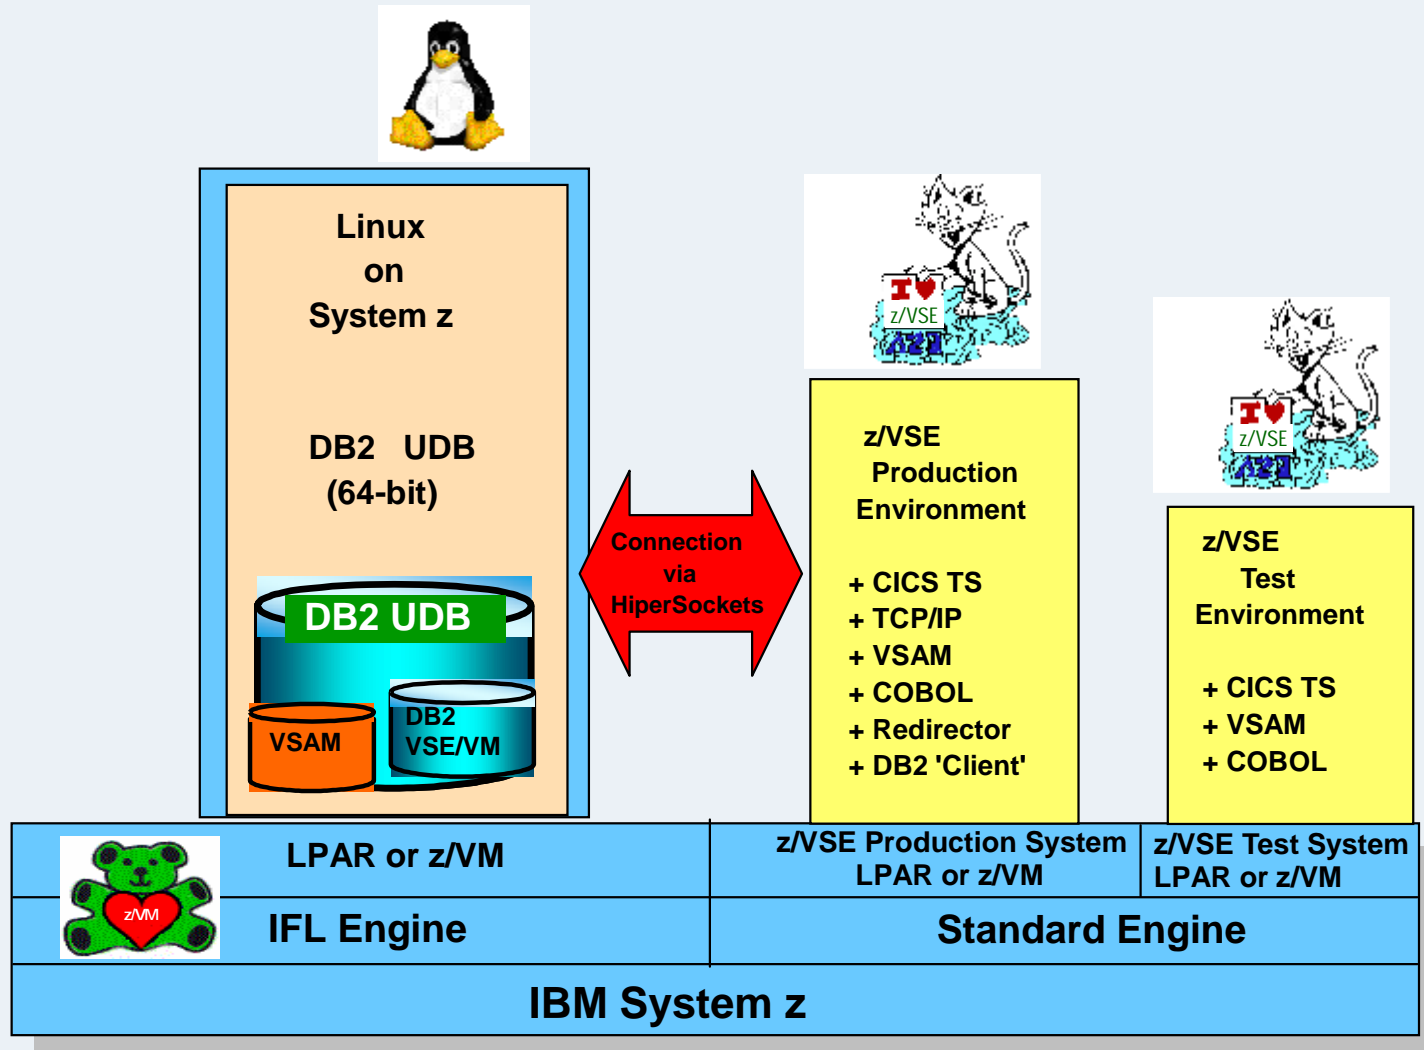 Linux
on
System z
DB2 UDB
(64-bit)
DB2 UDB
VSAM
DB2
VSE/VM
Connection
via
HiperSockets
I
z/VSE
z/VSE
Production
Environment
+ CICS TS
+ TCP/IP
+ VSAM
+ COBOL
+ Redirector
+ DB2 'Client'
I
z/VSE
z/VSE
Test
Environment
+ CICS TS
+ VSAM
+ COBOL
z/VM
LPAR or z/VM
z/VSE Production System
LPAR or z/VM
z/VSE Test System
LPAR or z/VM
IFL Engine
Standard Engine
IBM System z